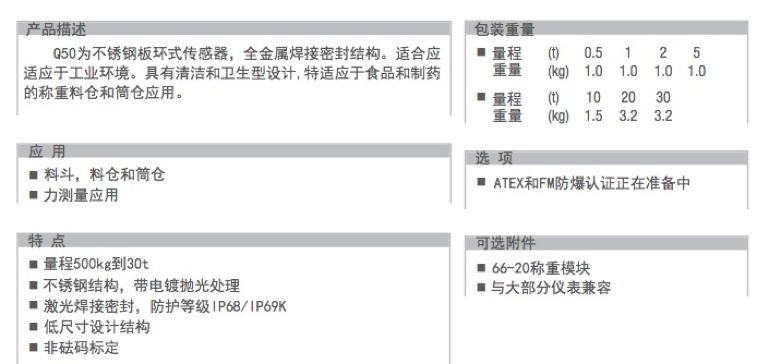 产品描述
Q50为不锈钢板环式传感器，全金属焊接密封结构。适合应
适应于工业环境。具有清洁和卫生型设计,特适应于食品和制药
的称重料仓和筒仓应用。
应 用
■ 料斗，料仓和筒仓
■ 力测量应用
特 点
■ 量程500kg到30t
■ 不锈钢结构，带电镀抛光处理
■ 激光焊接密封，防护等级IP68/IP69K
■ 低尺寸设计结构
■ 非砝码标定
包装重量
■ 量程 (t) 0.5 1 2 5
重量 (kg) 1.0 1.0 1.0 1.0
■ 量程 (t) 10 20 30
重量 (kg) 1.5 3.2 3.2
选 项
■ ATEX和FM防爆认证正在准备中
可选附件
■ 66-20称重模块
■ 与大部分仪表兼容